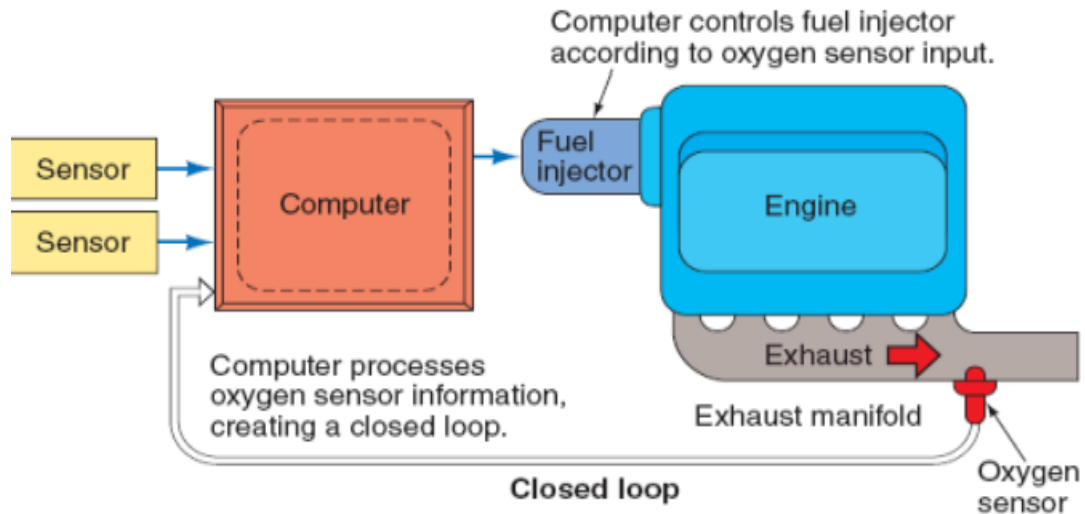 Computer controls fuel injector
according to oxygen sensor input.
Sensor
Sensor
Computer
Fuel
injector
Engine
Exhaust
Computer processes
oxygen sensor information,
creating a closed loop.
Exhaust manifold
Closed loop
Oxygen
sensor